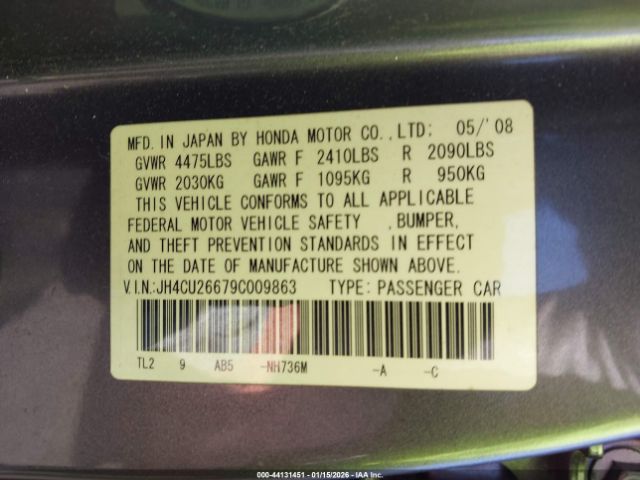 MFD. IN JAPAN BY HONDA MOTOR CO.,LTD: 05/'08
GVWR 4475LBS GAWR F 2410LBS R 2090LBS
GVWR 2030KG GAWR F 1095KG R 950KG
THIS VEHICLE CONFORMS TO ALL APPLICABLE
FEDERAL MOTOR VEHICLE SAFETY ,BUMPER,
AND THEFT PREVENTION STANDARDS IN EFFECT
ON THE DATE OF MANUFACTURE SHOWN ABOVE.
V.I.N:JH4CU26679C009863 TYPE: PASSENGER CAR
TL2 9 AB5 -NH736M -A -C
000-44131451 - 01/15/2026 - IAA Inc.